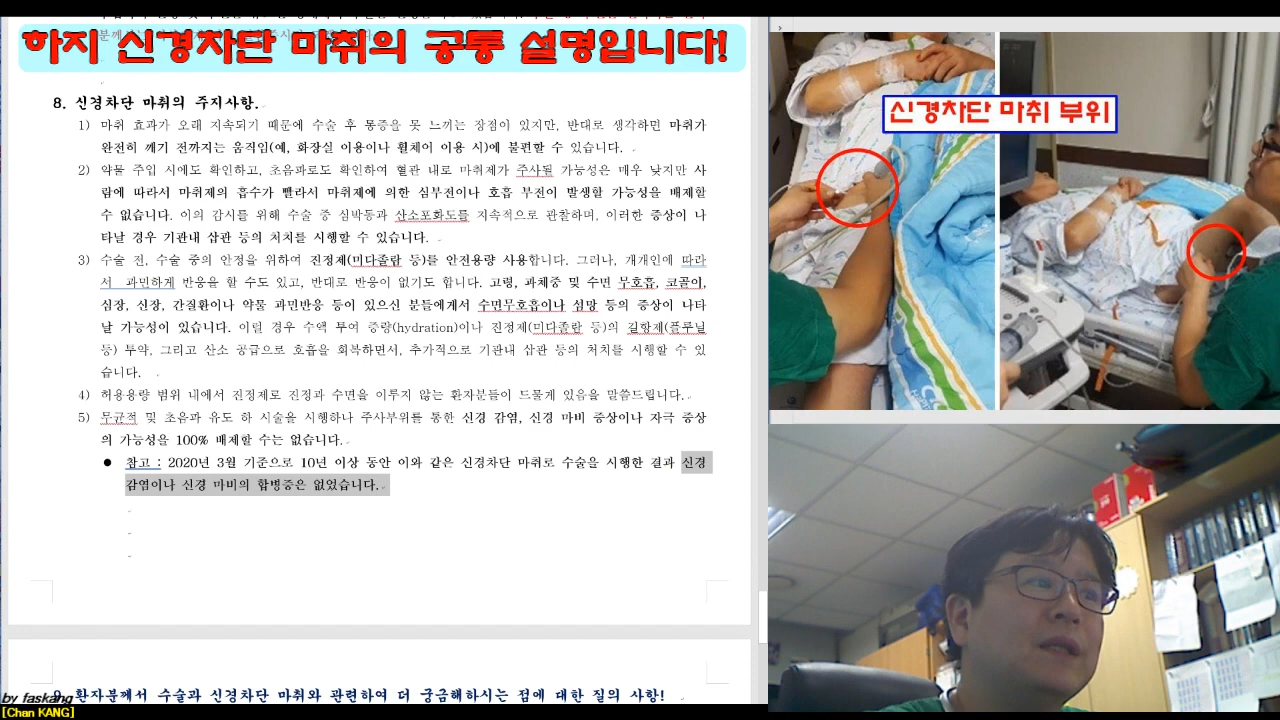 하지 신경차단 마취의 공통 설명입니다!
8. 신경차단 마취의 주지사항.
1) 마취 효과가 오래 지속되기 때문에 수술 후 통증을 못 느끼는 장점이 있지만, 반대로 생각하면 마취가
완전히 깨기 전까지는 움직임(예, 화장실 이용이나 휠체어 이용 시)에 불편할 수 있습니다.
2) 약물 주입 시에도 확인하고, 초음파로도 확인하여 혈관 내로 마취제가 주사될 가능성은 매우 낮지만 사
람에 따라서 마취제의 흡수가 빨라서 마취제에 의한 심부전이나 호흡 부전이 발생할 가능성을 배제할
수 없습니다. 이의 감시를 위해 수술 중 심박동과 산소포화도를 지속적으로 관찰하며, 이러한 증상이 나
타날 경우 기관내 삽관 등의 처치를 시행할 수 있습니다.
3) 수술 전, 수술 중의 안정을 위하여 진정제(미다졸람 등)를 안전용량 사용합니다. 그러나, 개개인에 따라
서 과민하게 반응을 할 수도 있고, 반대로 반응이 없기도 합니다. 고령, 과체중 및 수면 무호흡, 코골이,
심장, 신장, 간질환이나 약물 과민반응 등이 있으신 분들에게서 수면무호흡이나 섬망 등의 증상이 나타
날 가능성이 있습니다. 이럴 경우 수액 투여 증량(hydration)이나 진정제(미다졸람 등)의 길항제(플루닐
등) 투약, 그리고 산소 공급으로 호흡을 회복하면서, 추가적으로 기관내 삽관 등의 처치를 시행할 수 있
습니다.
4) 허용용량 범위 내에서 진정제로 진정과 수면을 이루지 않는 환자분들이 드물게 있음을 말씀드립니다.
5) 무균적 및 초음파 유도 하 시술을 시행하나 주사부위를 통한 신경 감염, 신경 마비 증상이나 자극 증상
의 가능성을 100% 배제할 수는 없습니다.
● 참고 : 2020년 3월 기준으로 10년 이상 동안 이와 같은 신경차단 마취로 수술을 시행한 결과 신경
감염이나 신경 마비의 합병증은 없었습니다.
9. 환자분께서 수술과 신경차단 마취와 관련하여 더 궁금해하시는 점에 대한 질의 사항!
by faskang
[Chan KANG]
신경차단 마취 부위